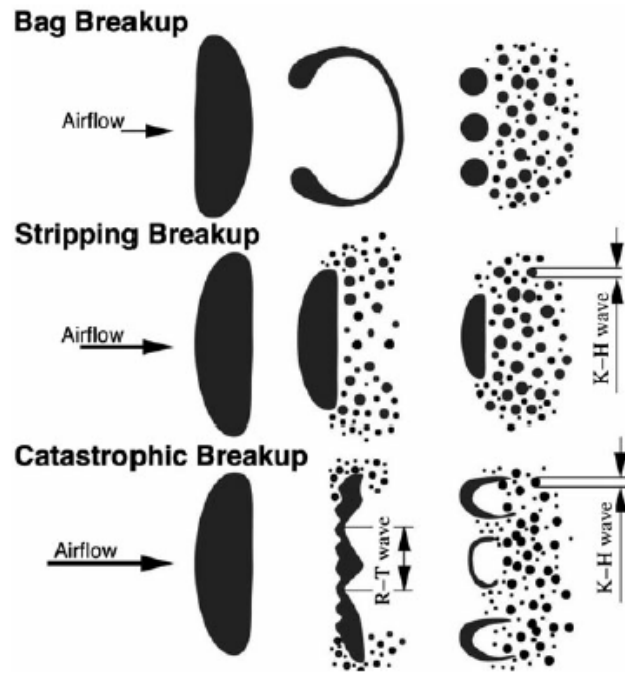 Bag Breakup
Airflow
Stripping Breakup
Airflow
K–H wave
Catastrophic Breakup
Airflow
R–T wave
K–H wave